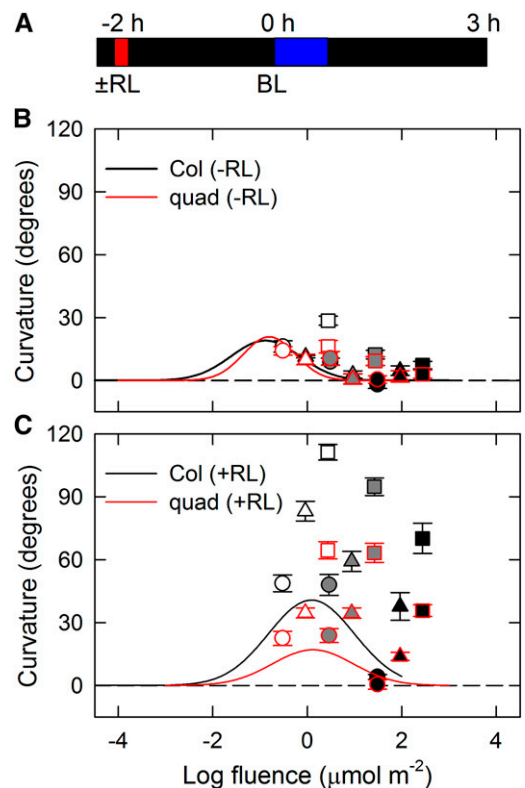 A
-2 h 0 h 3 h
±RL BL
B
120
90
60
30
0
Curvature (degrees)
Col (-RL)
quad (-RL)
C
120
90
60
30
0
Curvature (degrees)
Col (+RL)
quad (+RL)
-4 -2 0 2 4
Log fluence (μmol m⁻²)